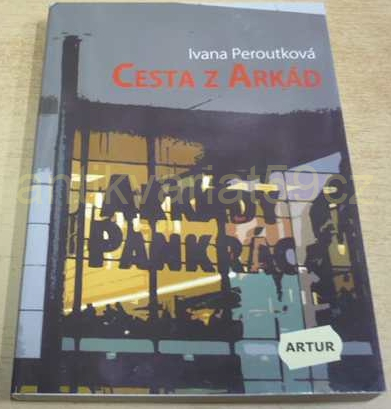 Ivana Peroutková
CESTA Z ARKÁD
antikvariat59.cz
ARKÁDY
PANKRÁC
ARTUR